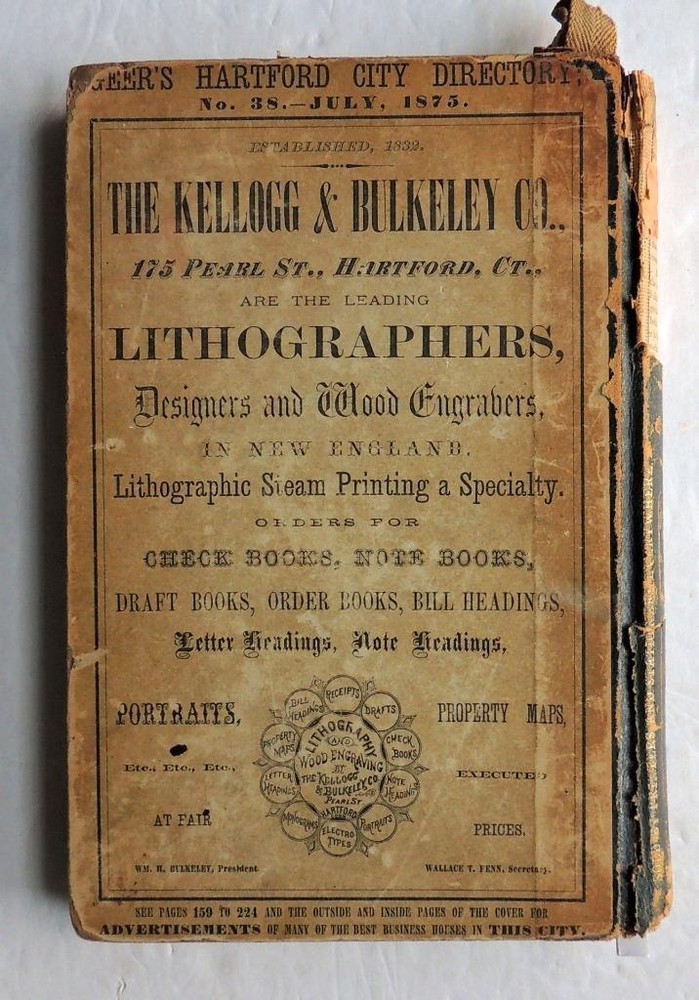 GEER'S HARTFORD CITY DIRECTORY;
No. 38.—JULY, 1875.
ESTABLISHED, 1832.
THE KELLOGG & BULKELEY CO.,
175 PEARL ST., HARTFORD, CT.,
ARE THE LEADING
LITHOGRAPHERS,
Designers and Wood Engravers,
IN NEW ENGLAND.
Lithographic Steam Printing a Specialty.
ORDERS FOR
CHECK BOOKS, NOTE BOOKS,
DRAFT BOOKS, ORDER BOOKS, BILL HEADINGS,
Letter Headings, Note Headings,
PORTRAITS,
PROPERTY MAPS,
Etc., Etc., Etc.,
EXECUTED
AT FAIR
PRICES.
RECEIPTS
DRAFTS
CHECK BOOKS
NOTE HEADINGS
PORTRAITS
ELECTRO TYPES
MONOGRAMS
LETTER HEADINGS
PROPERTY MAPS
BILL HEADINGS
LITHOGRAPHY
AND
WOOD ENGRAVING
BY
THE KELLOGG
& BULKELEY CO.
PEARL ST
HARTFORD
WM. H. BULKELEY, President
WALLACE T. FENN, Secretary.
SEE PAGES 159 TO 224 AND THE OUTSIDE AND INSIDE PAGES OF THE COVER FOR
ADVERTISEMENTS OF MANY OF THE BEST BUSINESS HOUSES IN THIS CITY.